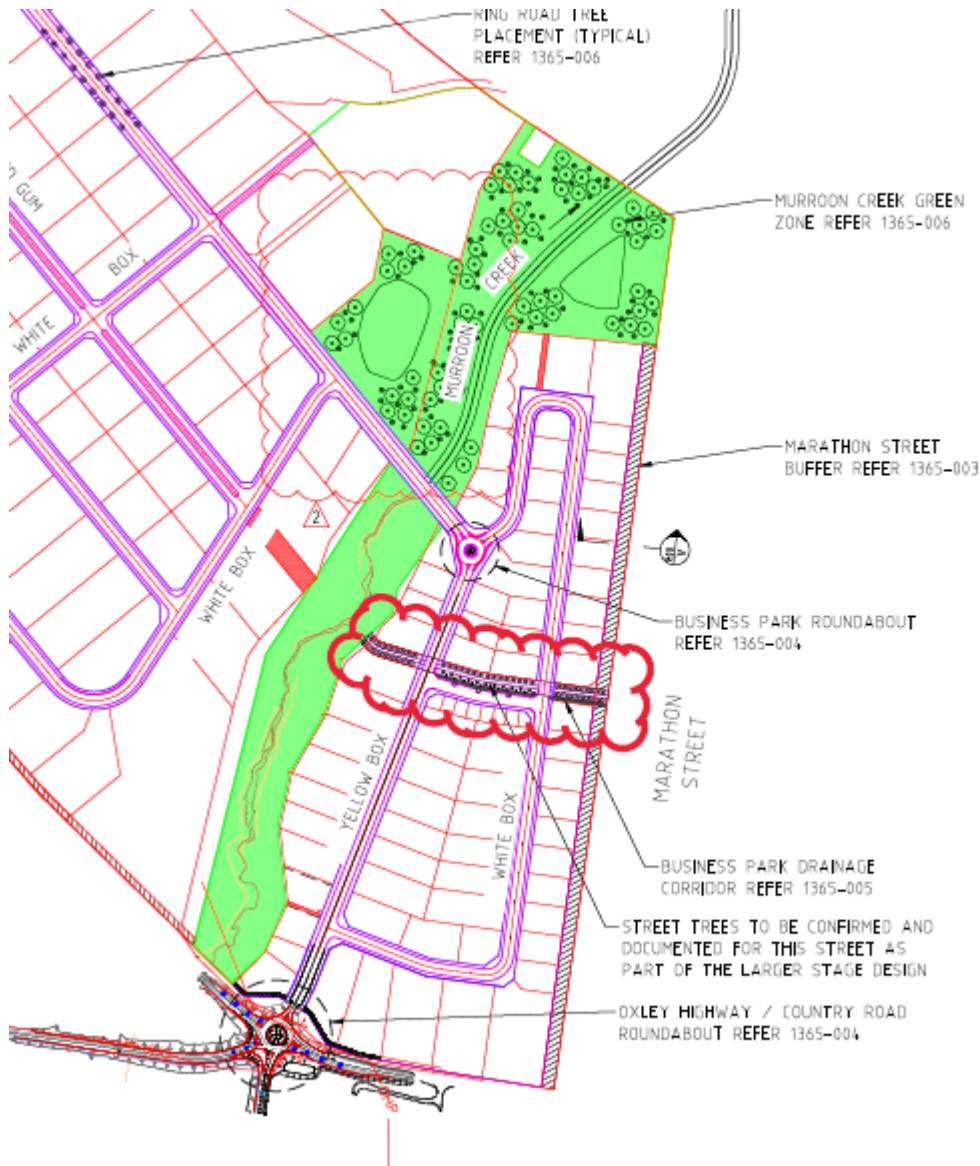 RING ROAD TREE
PLACEMENT (TYPICAL)
REFER 1365-006
GUM
BOX
WHITE
MURROON CREEK GREEN
ZONE REFER 1365-006
CREEK
MURROON
MARATHON STREET
BUFFER REFER 1365-003
2
WHITE BOX
A
BUSINESS PARK ROUNDABOUT
REFER 1365-004
MARATHON
STREET
YELLOW BOX
WHITE BOX
BUSINESS PARK DRAINAGE
CORRIDOR REFER 1365-005
STREET TREES TO BE CONFIRMED AND
DOCUMENTED FOR THIS STREET AS
PART OF THE LARGER STAGE DESIGN
OXLEY HIGHWAY / COUNTRY ROAD
ROUNDABOUT REFER 1365-004